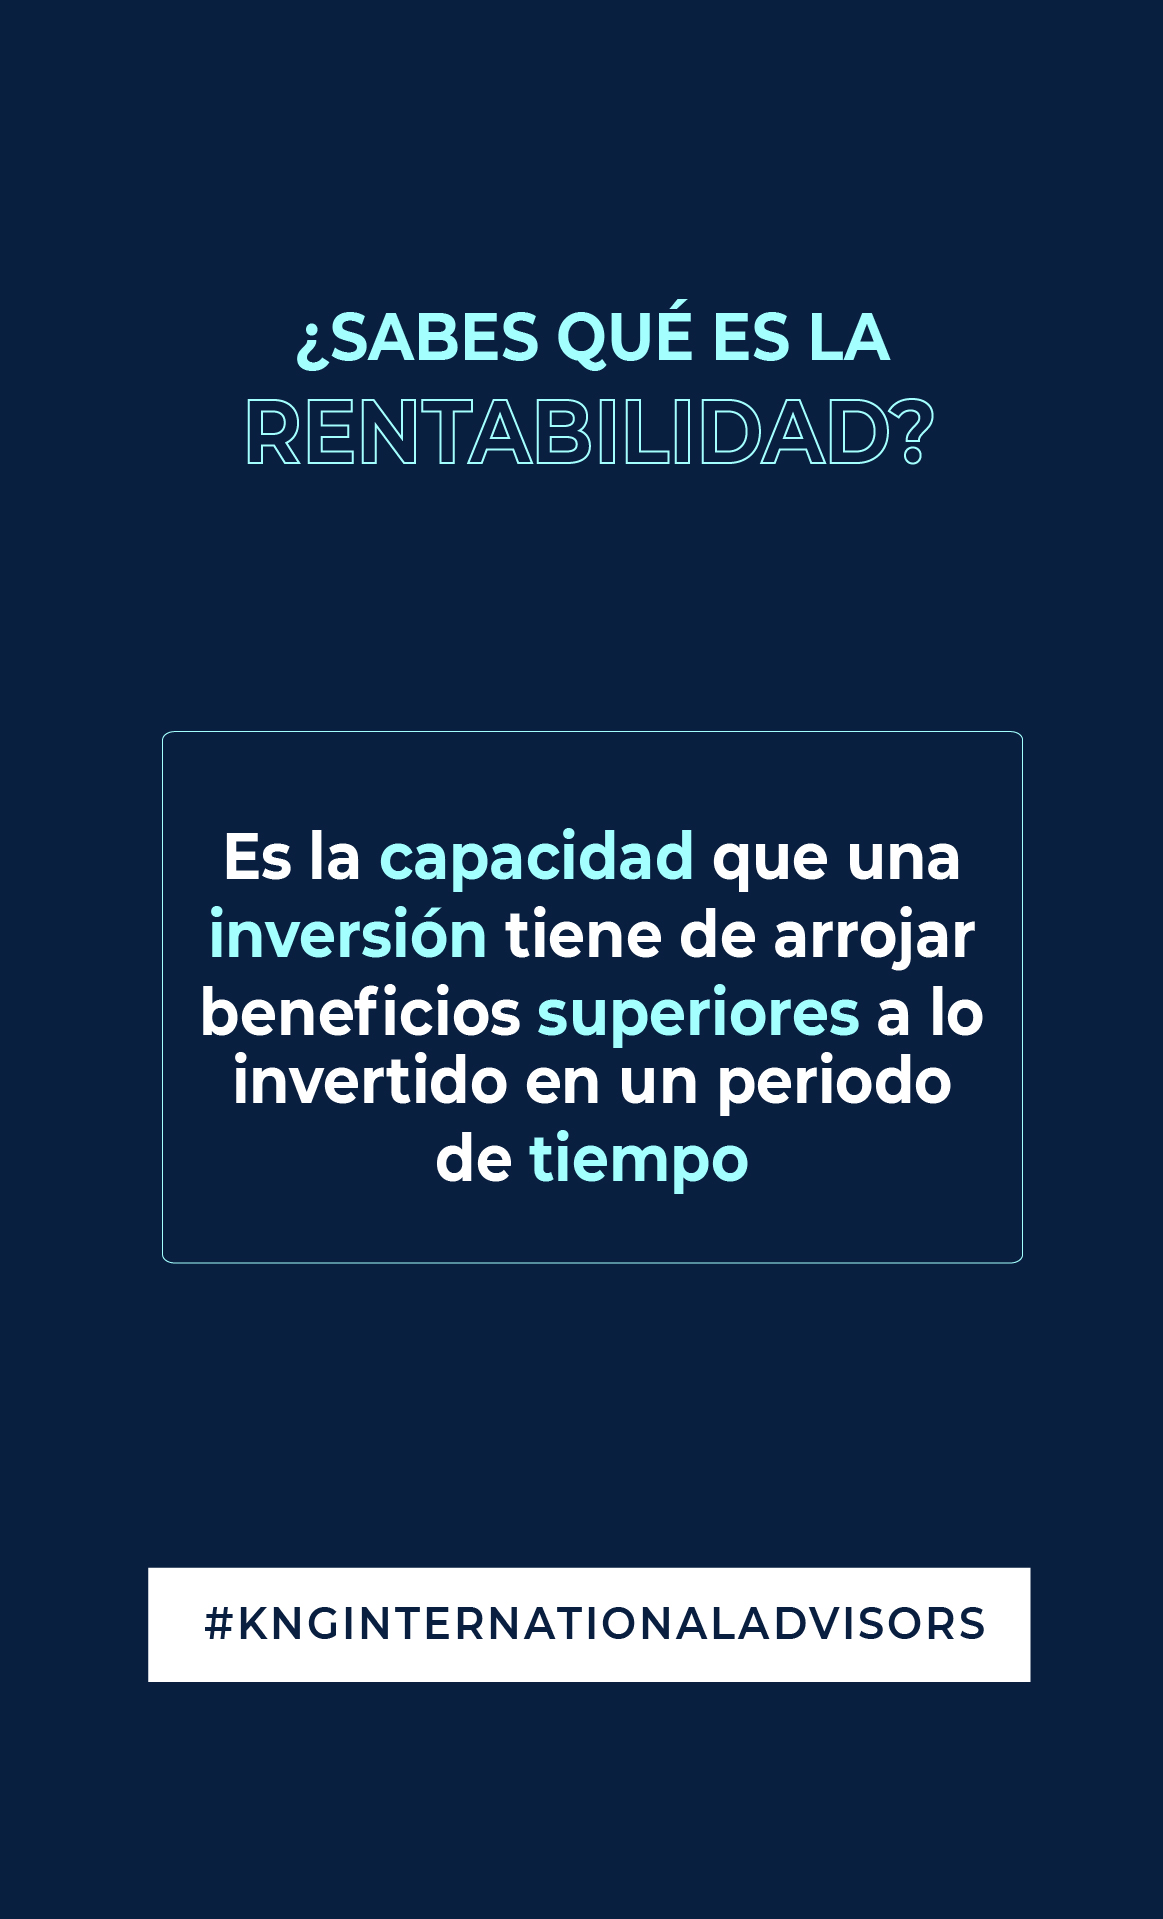 ¿SABES QUÉ ES LA
RENTABILIDAD?
Es la capacidad que una
inversión tiene de arrojar
beneficios superiores a lo
invertido en un periodo
de tiempo
#KNGINTERNATIONALADVISORS